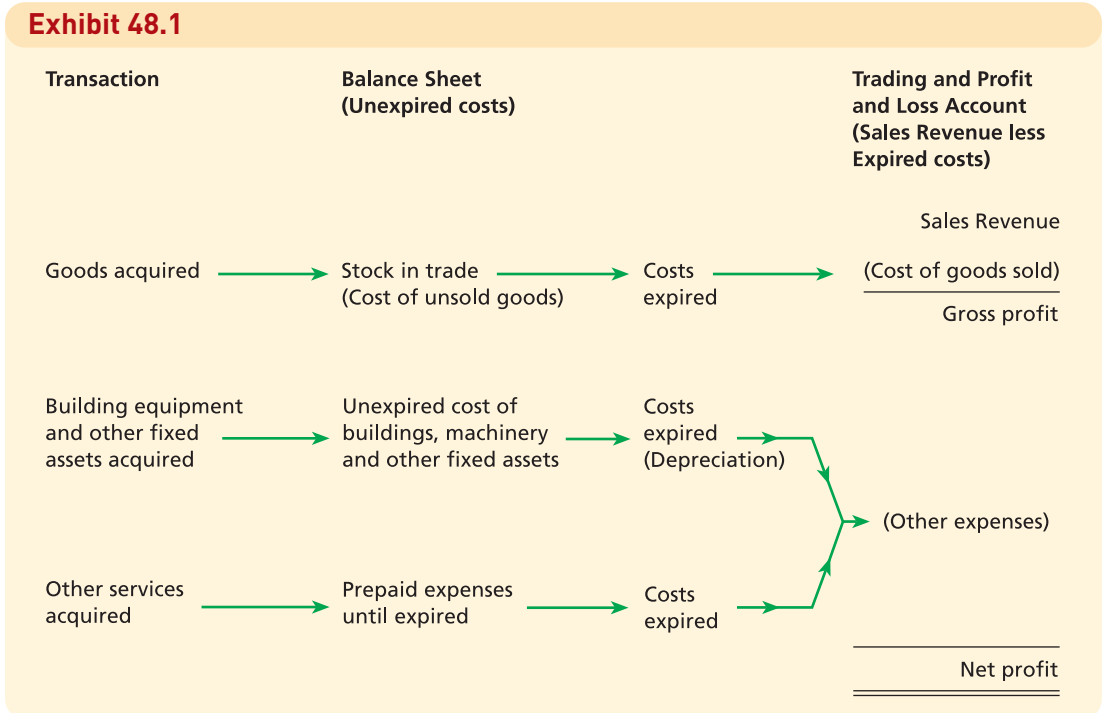 Exhibit 48.1
Transaction
Balance Sheet
(Unexpired costs)
Trading and Profit
and Loss Account
(Sales Revenue less
Expired costs)
Sales Revenue
Goods acquired
Stock in trade
(Cost of unsold goods)
Costs
expired
(Cost of goods sold)
Gross profit
Building equipment
and other fixed
assets acquired
Unexpired cost of
buildings, machinery
and other fixed assets
Costs
expired
(Depreciation)
(Other expenses)
Other services
acquired
Prepaid expenses
until expired
Costs
expired
Net profit